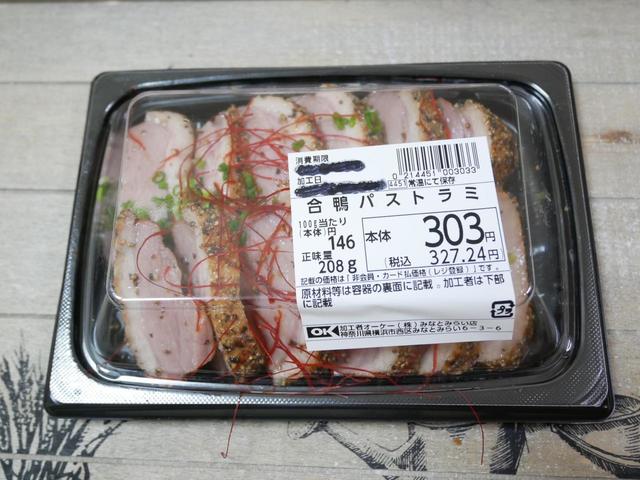 消費期限
加工日
0 214451 003033
4451 常温にて保存
合鴨パストラミ
100g当たり
(本体)円
146
正味量
208g
本体 303円
(税込 327.24円)
記載の価格は「非会員・カード払価格(レジ登録)」です。
原材料等は容器の裏面に記載。加工者は下部
に記載
プラ
OK 加工者オーケー(株)みなとみらい店
神奈川県横浜市西区みなとみらい6-3-6